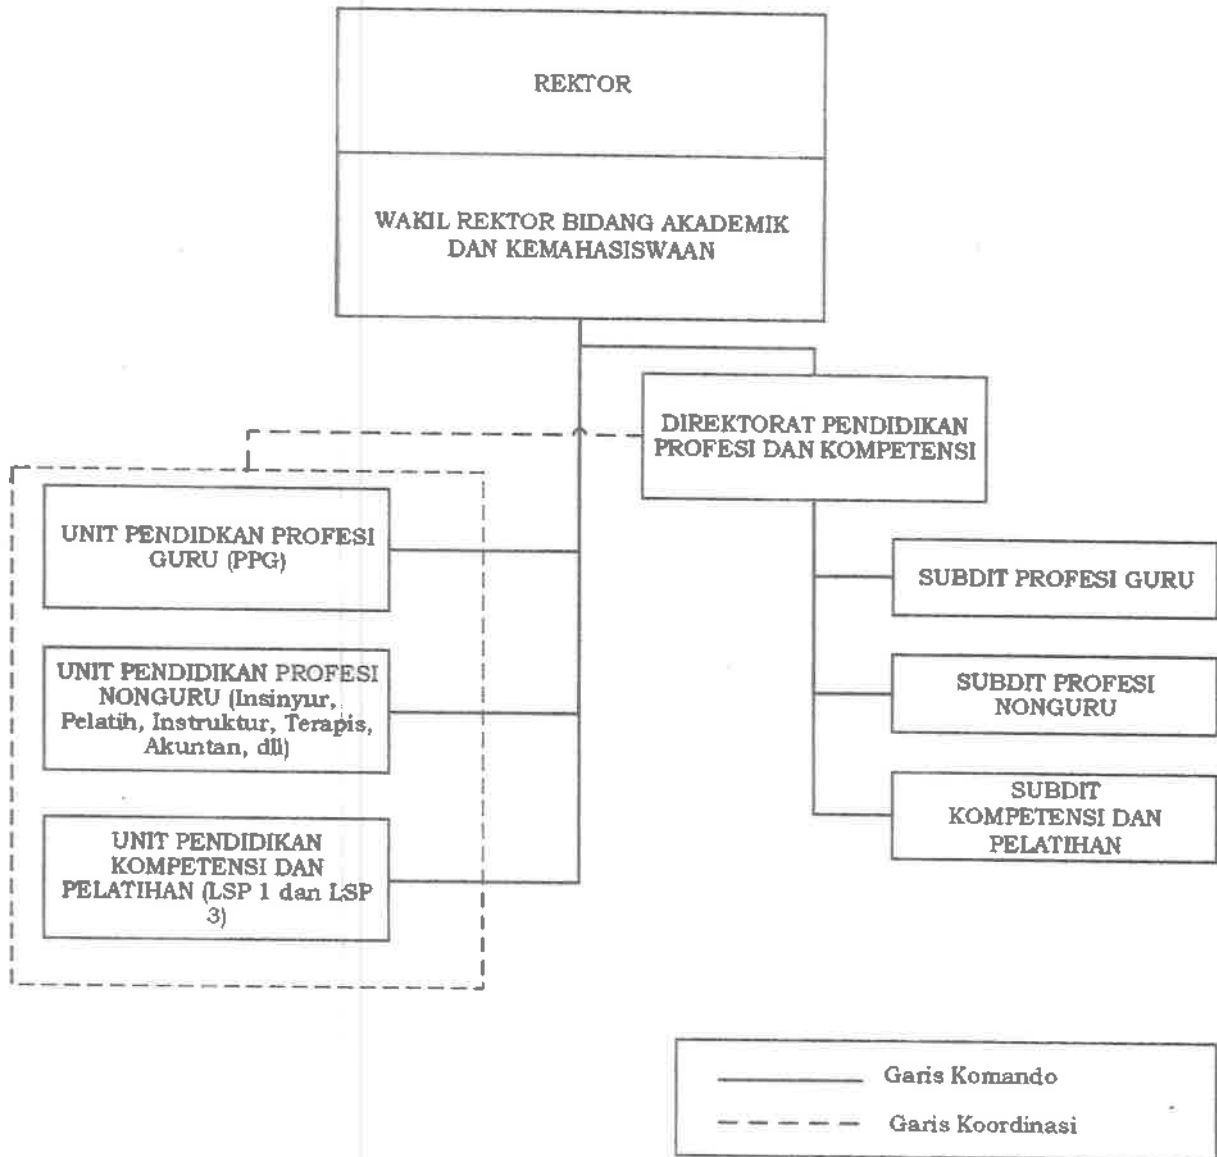 REKTOR
WAKIL REKTOR BIDANG AKADEMIK
DAN KEMAHASISWAAN
DIREKTORAT PENDIDIKAN
PROFESI DAN KOMPETENSI
UNIT PENDIDKAN PROFESI
GURU (PPG)
UNIT PENDIDIKAN PROFESI
NONGURU (Insinyur,
Pelatih, Instruktur, Terapis,
Akuntan, dll)
UNIT PENDIDIKAN
KOMPETENSI DAN
PELATIHAN (LSP 1 dan LSP
3)
SUBDIT PROFESI GURU
SUBDIT PROFESI
NONGURU
SUBDIT
KOMPETENSI DAN
PELATIHAN
Garis Komando
Garis Koordinasi